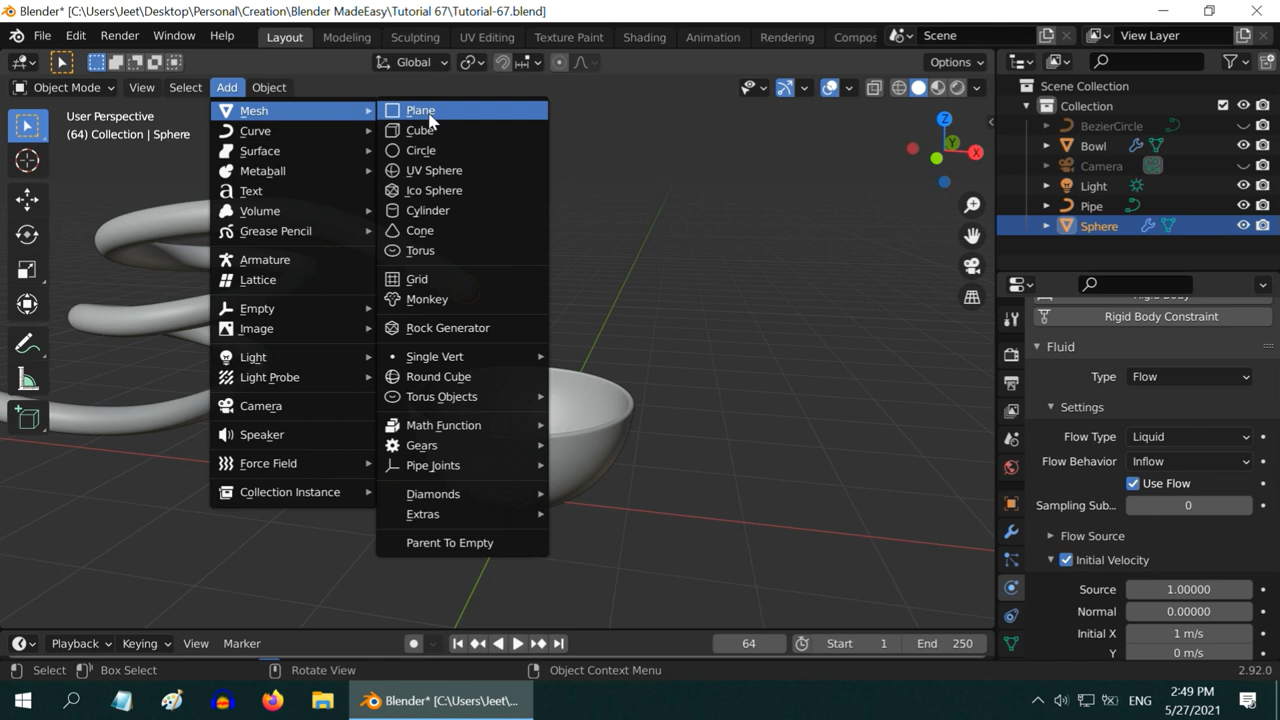 Blender* [C:\Users\Jeet\Desktop\Personal\Creation\Blender MadeEasy\Tutorial 67\Tutorial-67.blend]
File Edit Render Window Help Layout Modeling Sculpting UV Editing Texture Paint Shading Animation Rendering Compos Scene View Layer
Global Options
Object Mode View Select Add Object
User Perspective
(64) Collection | Sphere
Mesh
Curve
Surface
Metaball
Text
Volume
Grease Pencil
Armature
Lattice
Empty
Image
Light
Light Probe
Camera
Speaker
Force Field
Collection Instance
Plane
Cube
Circle
UV Sphere
Ico Sphere
Cylinder
Cone
Torus
Grid
Monkey
Rock Generator
Single Vert
Round Cube
Torus Objects
Math Function
Gears
Pipe Joints
Diamonds
Extras
Parent To Empty
Z
Y
X
Scene Collection
Collection
BezierCircle
Bowl
Camera
Light
Pipe
Sphere
Rigid Body
Rigid Body Constraint
Fluid
Type Flow
Settings
Flow Type Liquid
Flow Behavior Inflow
Use Flow
Sampling Sub... 0
Flow Source
Initial Velocity
Source 1.00000
Normal 0.00000
Initial X 1 m/s
Y 0 m/s
Playback Keying View Marker 64 Start 1 End 250
Select Box Select Rotate View Object Context Menu 2.92.0
Blender* [C:\Users\Jeet\... ENG
2:49 PM
5/27/2021